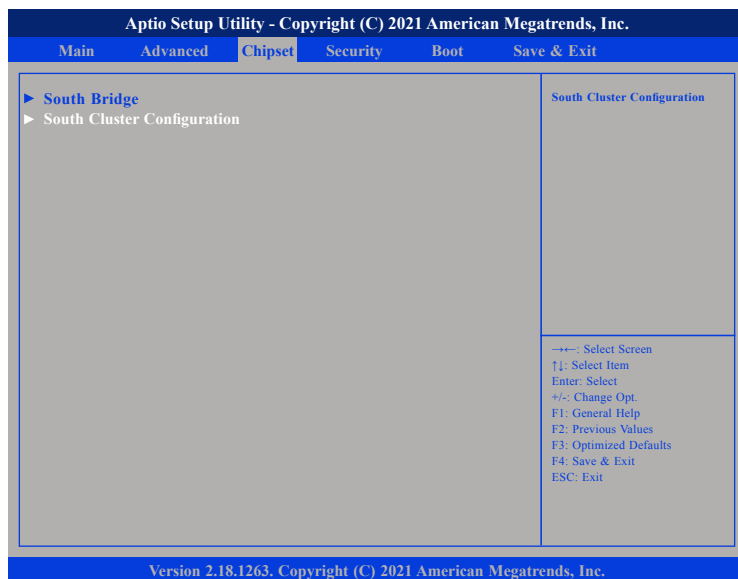 Aptio Setup Utility - Copyright (C) 2021 American Megatrends, Inc.
Main Advanced Chipset Security Boot Save & Exit
► South Bridge
► South Cluster Configuration
South Cluster Configuration
→←: Select Screen
↑↓: Select Item
Enter: Select
+/-: Change Opt.
F1: General Help
F2: Previous Values
F3: Optimized Defaults
F4: Save & Exit
ESC: Exit
Version 2.18.1263. Copyright (C) 2021 American Megatrends, Inc.